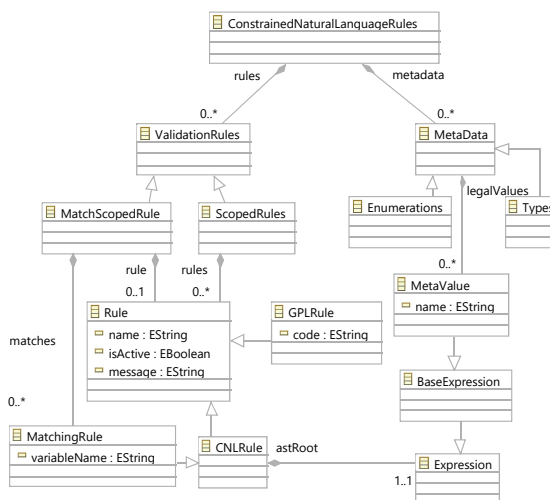 ConstrainedNaturalLanguageRules
rules
metadata
0..*
0..*
ValidationRules
MetaData
legalValues
MatchScopedRule
ScopedRules
Enumerations
Types
rule
rules
0..1
0..*
0..*
Rule
name : EString
isActive : EBoolean
message : EString
GPLRule
code : EString
MetaValue
name : EString
matches
BaseExpression
0..*
MatchingRule
variableName : EString
CNLRule
astRoot
Expression
1..1